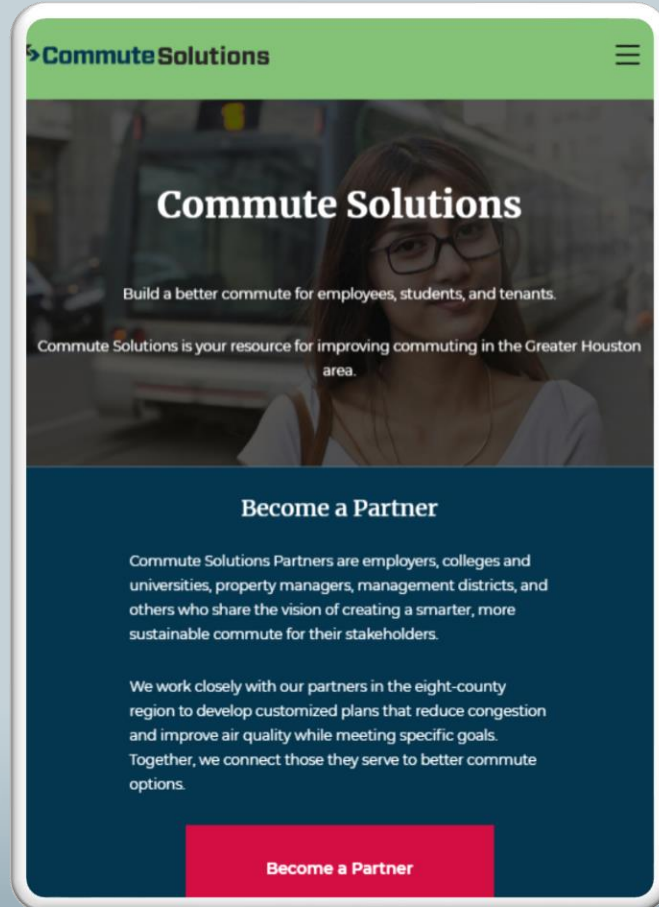 CommuteSolutions
Commute Solutions
Build a better commute for employees, students, and tenants.
Commute Solutions is your resource for improving commuting in the Greater Houston
area.
Become a Partner
Commute Solutions Partners are employers, colleges and
universities, property managers, management districts, and
others who share the vision of creating a smarter, more
sustainable commute for their stakeholders.
We work closely with our partners in the eight-county
region to develop customized plans that reduce congestion
and improve air quality while meeting specific goals.
Together, we connect those they serve to better commute
options.
Become a Partner